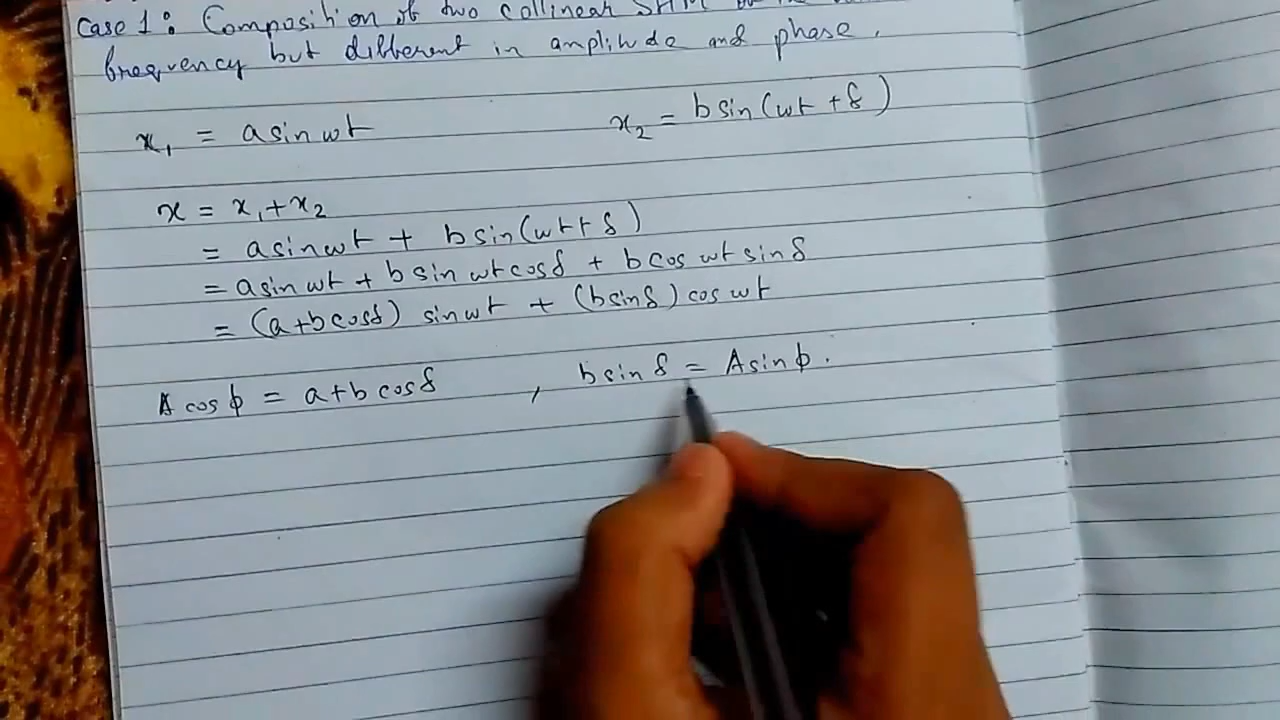 Case 1: Composition of two collinear SHM of the
frequency but different in amplitude and phase.
x₁ = a sin ωt
x₂ = b sin(ωt + δ)
x = x₁ + x₂
= a sin ωt + b sin(ωt + δ)
= a sin ωt + b sin ωt cos δ + b cos ωt sin δ
= (a + b cos δ) sin ωt + (b sin δ) cos ωt
A cos ϕ = a + b cos δ , b sin δ = A sin ϕ.